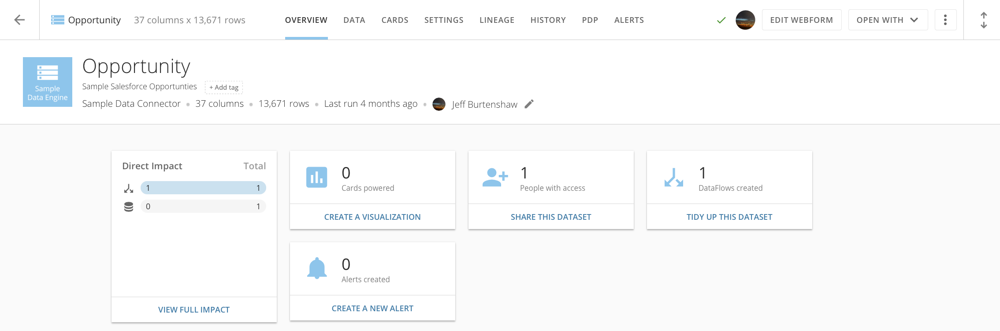 Opportunity 37 columns x 13,671 rows OVERVIEW DATA CARDS SETTINGS LINEAGE HISTORY PDP ALERTS EDIT WEBFORM OPEN WITH
Sample
Data Engine
Opportunity
Sample Salesforce Opportunties + Add tag
Sample Data Connector • 37 columns • 13,671 rows • Last run 4 months ago • Jeff Burtenshaw
Direct Impact Total
1 1
0 1
VIEW FULL IMPACT
0
Cards powered
CREATE A VISUALIZATION
1
People with access
SHARE THIS DATASET
1
DataFlows created
TIDY UP THIS DATASET
0
Alerts created
CREATE A NEW ALERT